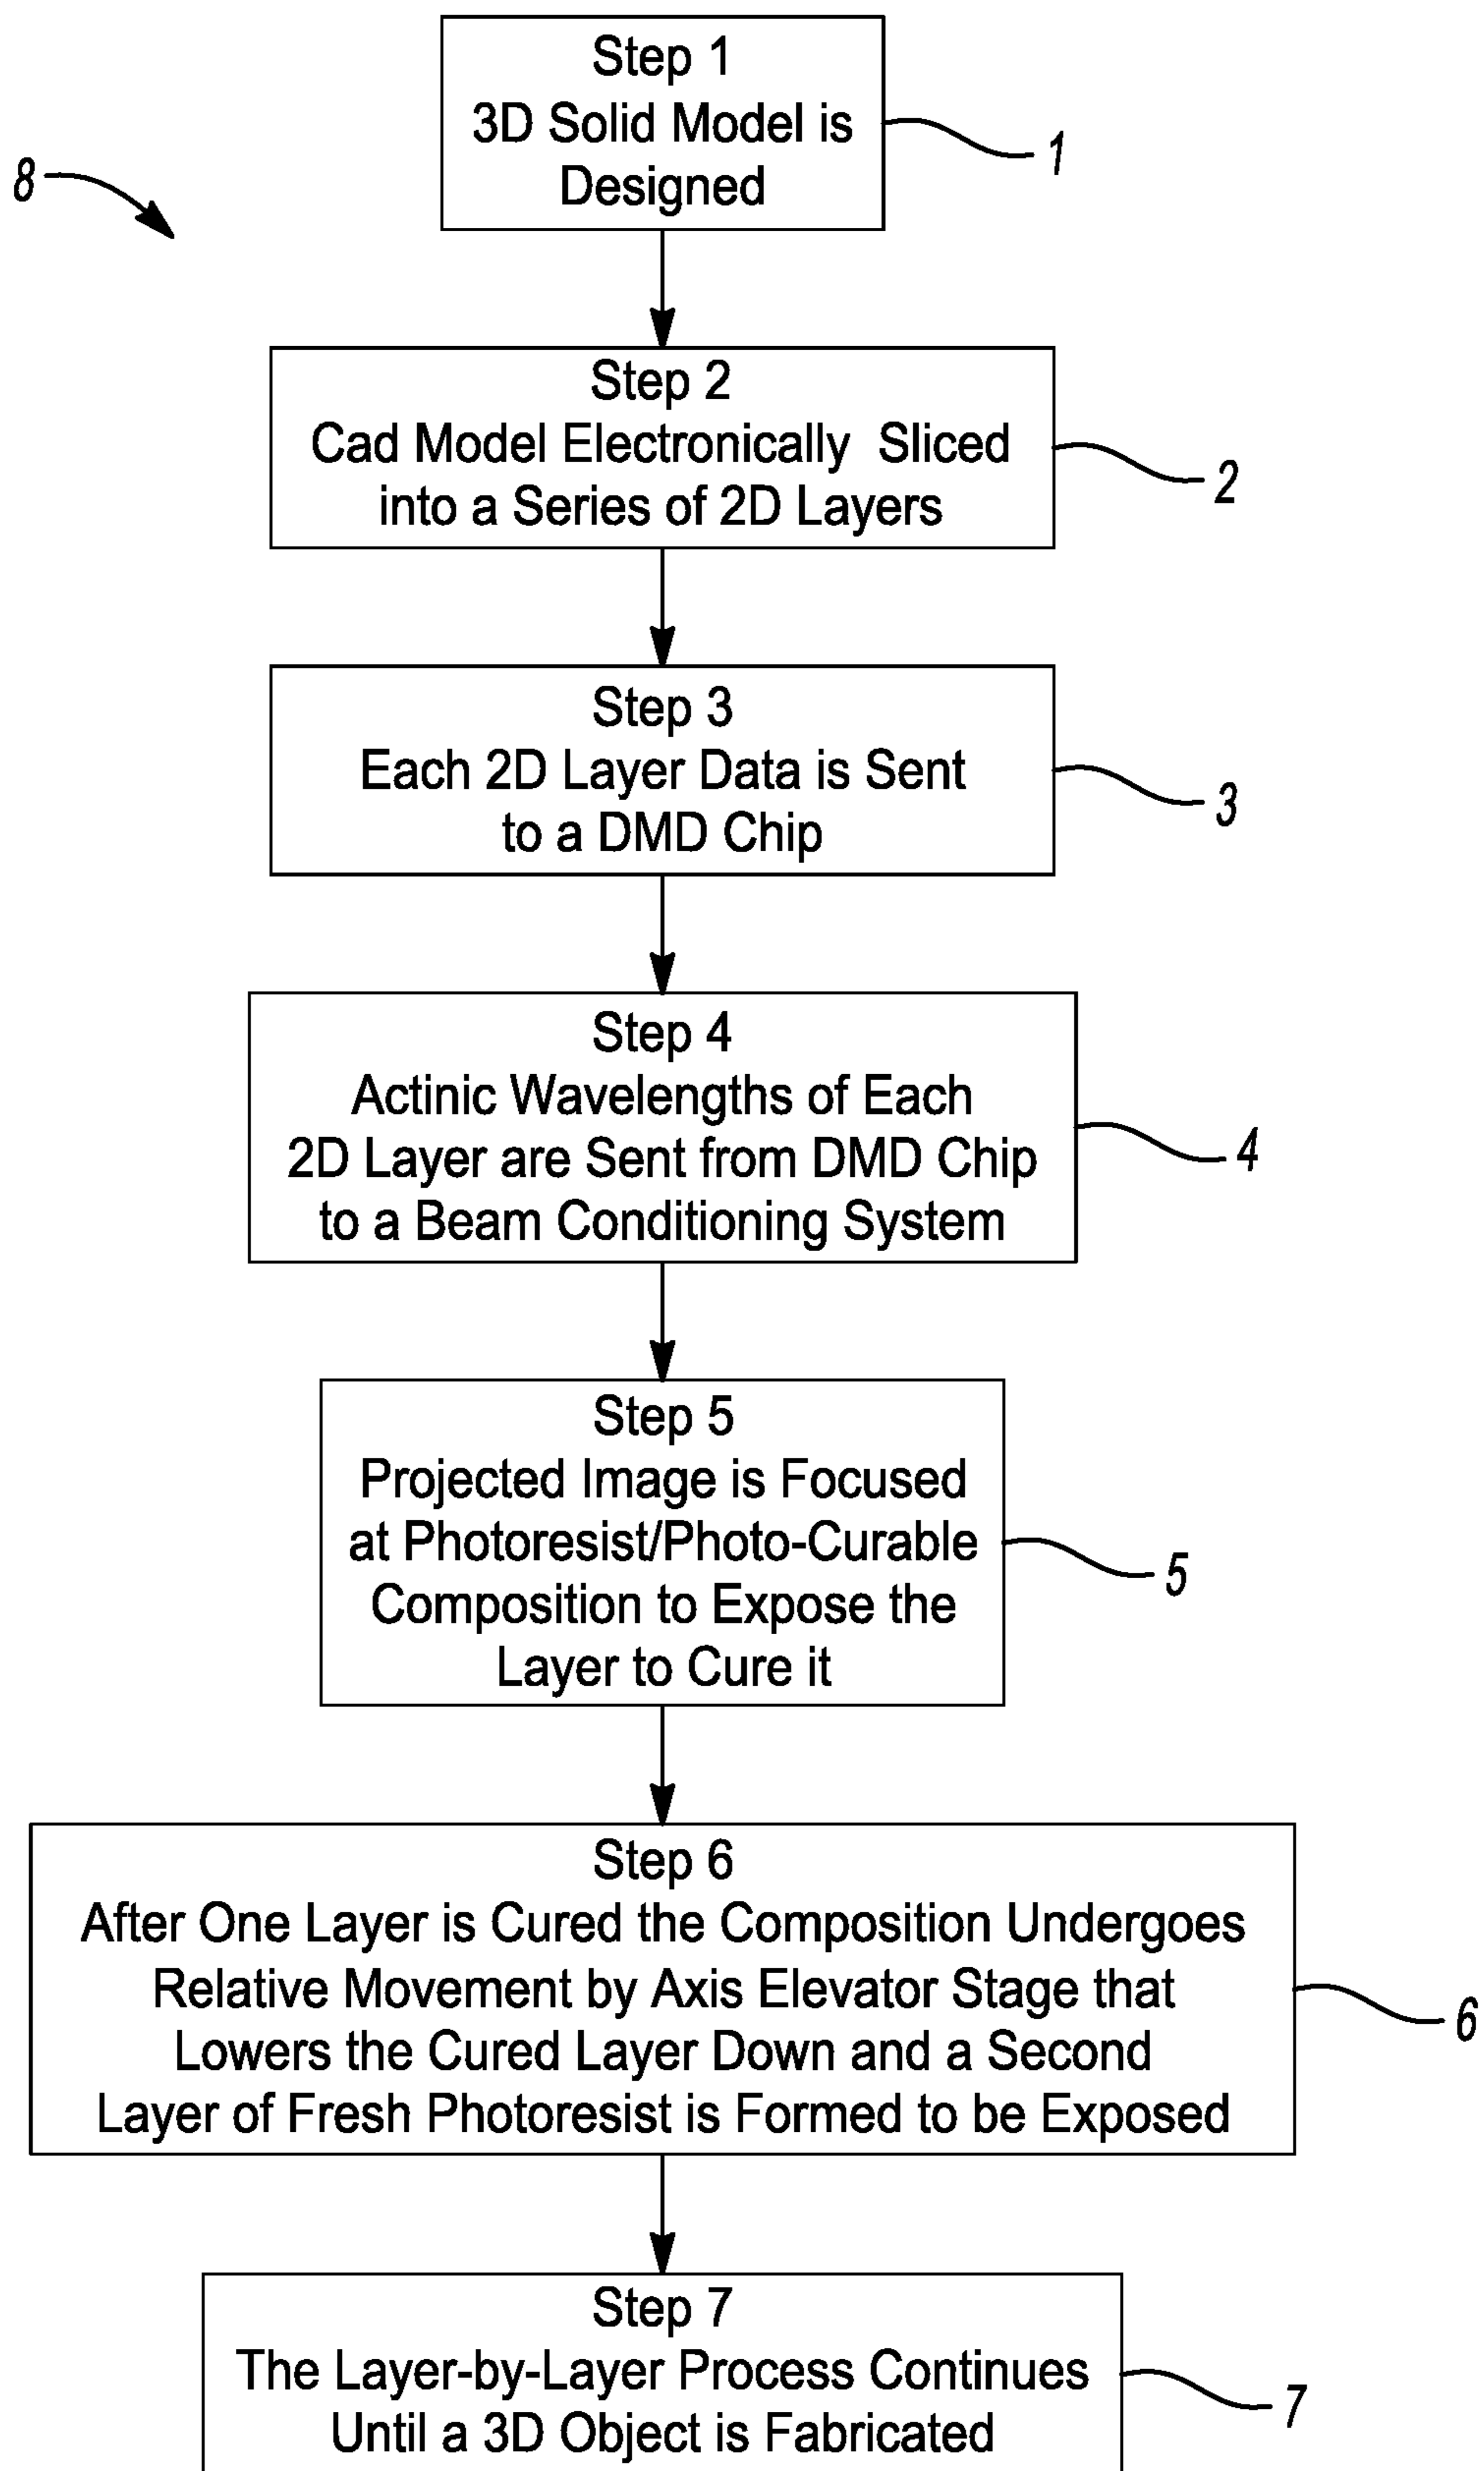 Step 1
3D Solid Model is
Designed
1
8
Step 2
Cad Model Electronically Sliced
into a Series of 2D Layers
2
Step 3
Each 2D Layer Data is Sent
to a DMD Chip
3
Step 4
Actinic Wavelengths of Each
2D Layer are Sent from DMD Chip
to a Beam Conditioning System
4
Step 5
Projected Image is Focused
at Photoresist/Photo-Curable
Composition to Expose the
Layer to Cure it
5
Step 6
After One Layer is Cured the Composition Undergoes
Relative Movement by Axis Elevator Stage that
Lowers the Cured Layer Down and a Second
Layer of Fresh Photoresist is Formed to be Exposed
6
Step 7
The Layer-by-Layer Process Continues
Until a 3D Object is Fabricated
7